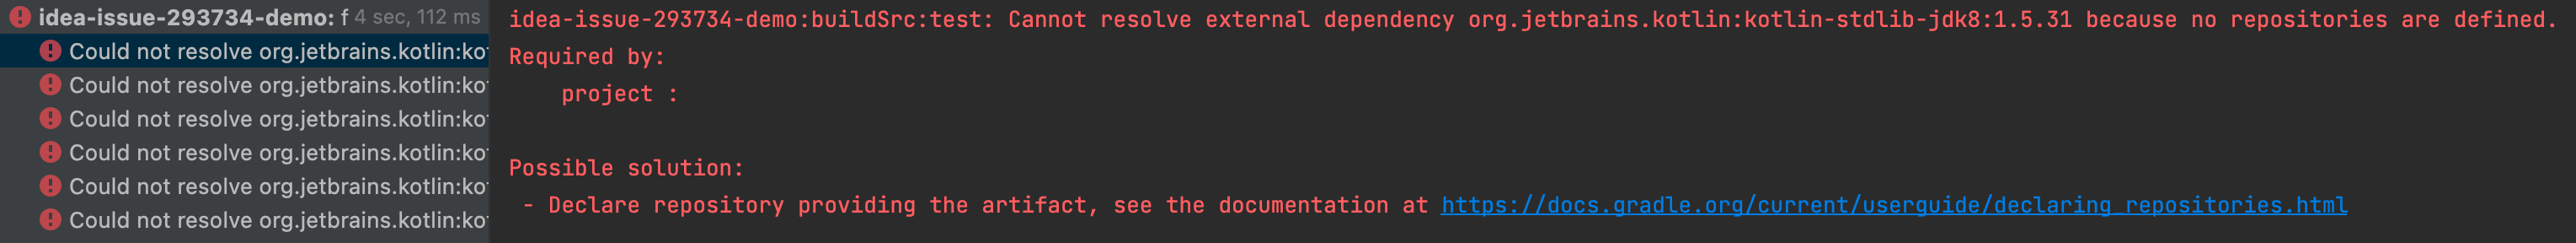 idea-issue-293734-demo: f 4 sec, 112 ms
Could not resolve org.jetbrains.kotlin:ko
Could not resolve org.jetbrains.kotlin:ko
Could not resolve org.jetbrains.kotlin:ko
Could not resolve org.jetbrains.kotlin:ko
Could not resolve org.jetbrains.kotlin:ko
Could not resolve org.jetbrains.kotlin:ko
idea-issue-293734-demo:buildSrc:test: Cannot resolve external dependency org.jetbrains.kotlin:kotlin-stdlib-jdk8:1.5.31 because no repositories are defined.
Required by:
project :
Possible solution:
- Declare repository providing the artifact, see the documentation at https://docs.gradle.org/current/userguide/declaring_repositories.html